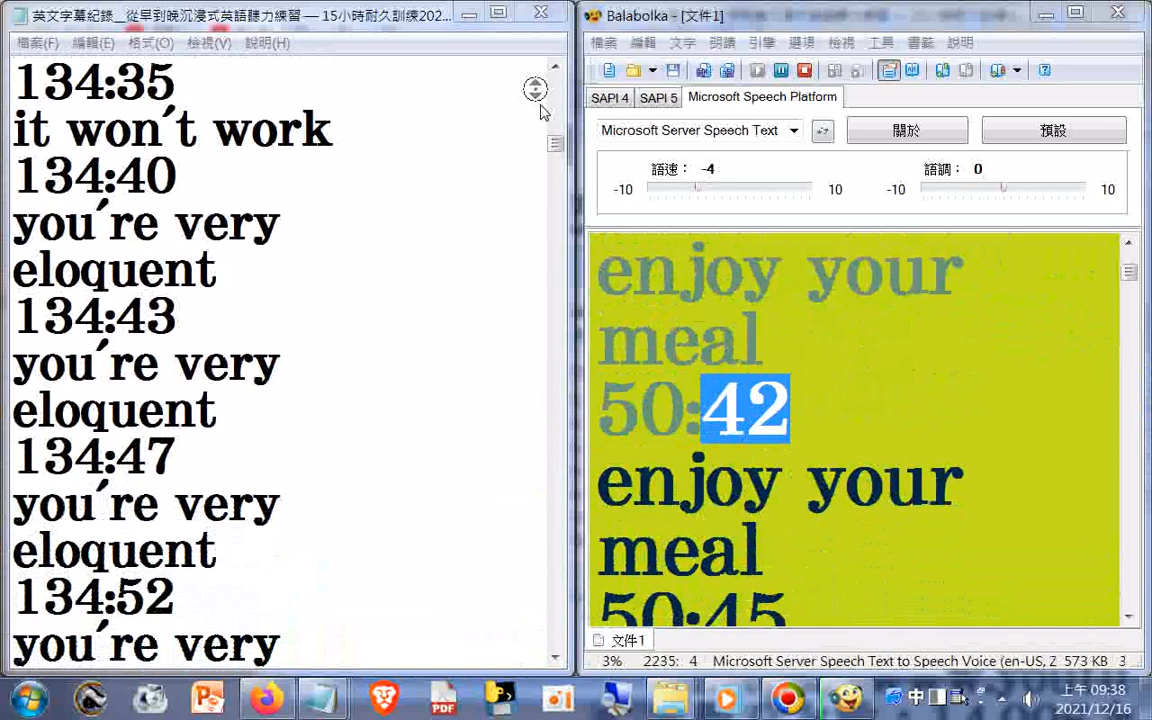 英文字幕紀錄__從早到晚沉浸式英語聽力練習 — 15小時耐久訓練202...
檔案(F) 編輯(E) 格式(O) 檢視(V) 說明(H)
134:35
it won't work
134:40
you're very
eloquent
134:43
you're very
eloquent
134:47
you're very
eloquent
134:52
you're very
Balabolka - [文件1]
檔案 編輯 文字 朗讀 引擎 選項 檢視 工具 書籤 說明
SAPI 4 SAPI 5 Microsoft Speech Platform
Microsoft Server Speech Text 關於 預設
語速： -4 語調： 0
-10 10 -10 10
enjoy your
meal
50:42
enjoy your
meal
50:45
文件1
3% 2235: 4 Microsoft Server Speech Text to Speech Voice (en-US, 2 573 KB 3
PDF 中 上午 09:38
2021/12/16